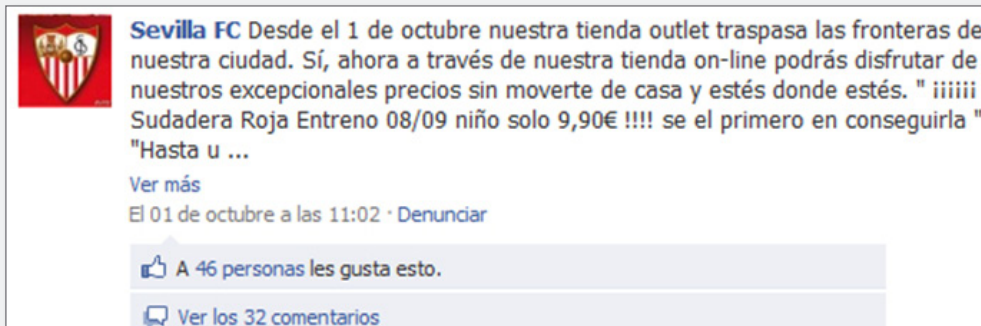 Sevilla FC Desde el 1 de octubre nuestra tienda outlet traspasa las fronteras de
nuestra ciudad. Sí, ahora a través de nuestra tienda on-line podrás disfrutar de
nuestros excepcionales precios sin moverte de casa y estés donde estés. " ¡¡¡¡¡¡
Sudadera Roja Entreno 08/09 niño solo 9,90€ !!!! se el primero en conseguirla "
"Hasta u ...
Ver más
El 01 de octubre a las 11:02 · Denunciar
A 46 personas les gusta esto.
Ver los 32 comentarios